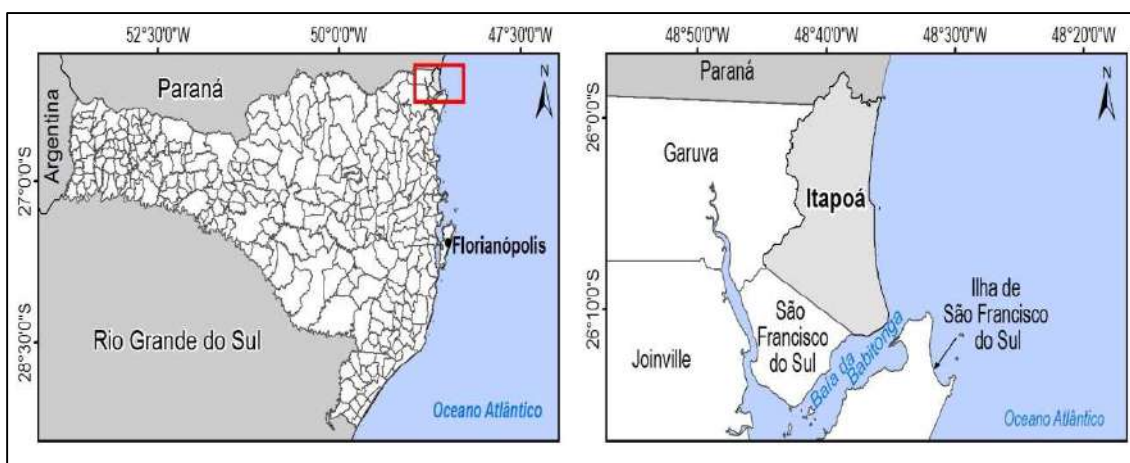 52°30'0"W
50°0'0"W
47°30'0"W
Paraná
N
Argentina
27°0'0"S
Florianópolis
28°30'0"S
Rio Grande do Sul
Oceano Atlântico
48°50'0"W
48°40'0"W
48°30'0"W
48°20'0"W
Paraná
N
26°0'0"S
Garuva
Itapoá
26°10'0"S
Ilha de
São Francisco
do Sul
São
Francisco
do Sul
Joinville
Baía da
Babitonga
Oceano Atlântico